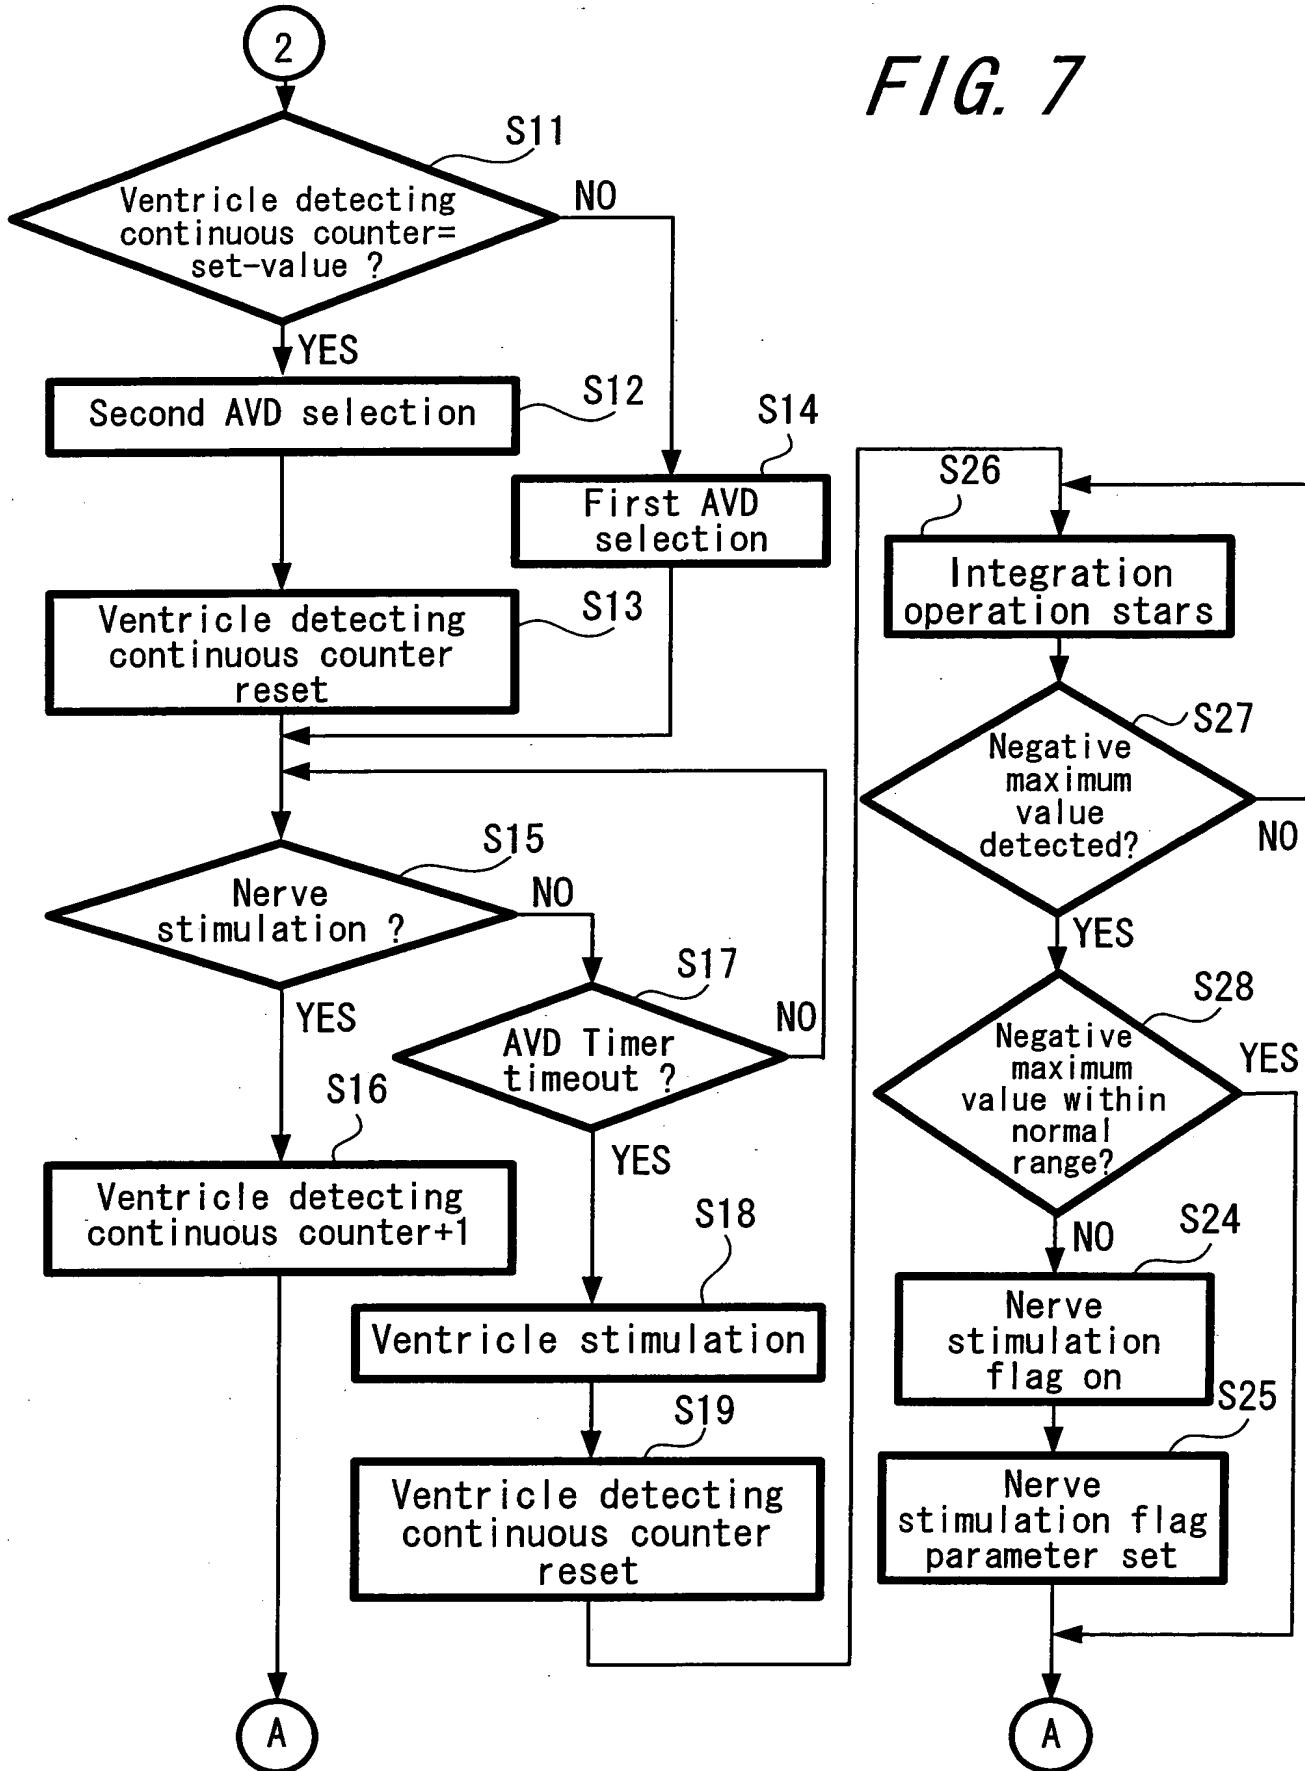 2
FIG. 7
S11
Ventricle detecting
continuous counter=
set-value ?
NO
YES
Second AVD selection
S12
S14
First AVD
selection
Ventricle detecting
continuous counter
reset
S13
S15
Nerve
stimulation ?
NO
YES
S17
AVD Timer
timeout ?
NO
YES
S16
Ventricle detecting
continuous counter+1
S18
Ventricle stimulation
S19
Ventricle detecting
continuous counter
reset
A
S26
Integration
operation stars
S27
Negative
maximum
value
detected?
NO
YES
S28
Negative
maximum
value within
normal
range?
YES
NO
S24
Nerve
stimulation
flag on
S25
Nerve
stimulation flag
parameter set
A